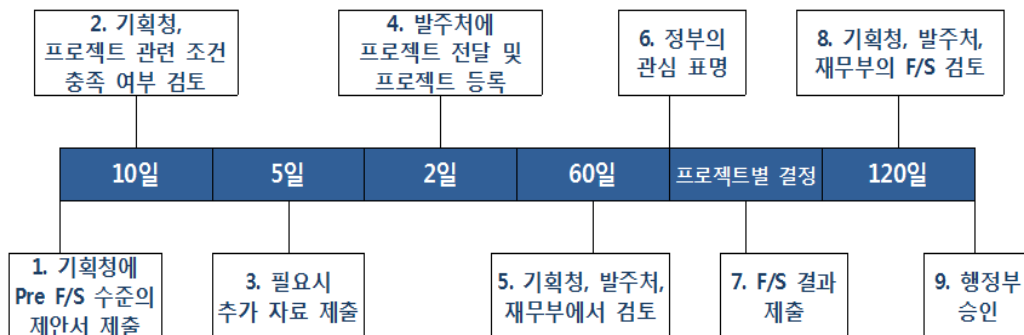 2. 기획청,
프로젝트 관련 조건
충족 여부 검토
4. 발주처에
프로젝트 전달 및
프로젝트 등록
6. 정부의
관심 표명
8. 기획청, 발주처,
재무부의 F/S 검토
10일
5일
2일
60일
프로젝트별 결정
120일
1. 기획청에
Pre F/S 수준의
제안서 제출
3. 필요시
추가 자료 제출
5. 기획청, 발주처,
재무부에서 검토
7. F/S 결과
제출
9. 행정부
승인